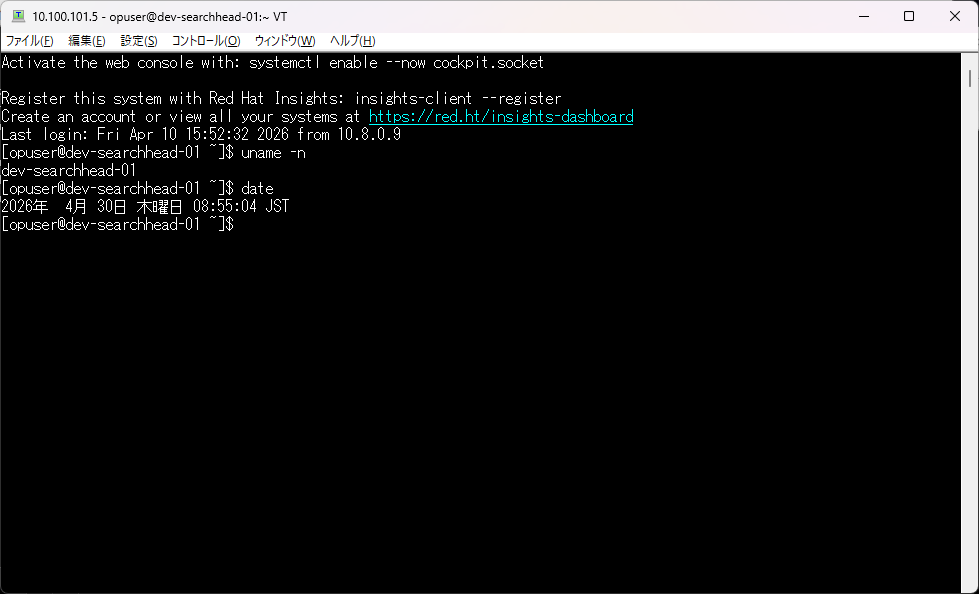 10.100.101.5 - opuser@dev-searchhead-01:~ VT
ファイル(F) 編集(E) 設定(S) コントロール(O) ウィンドウ(W) ヘルプ(H)
Activate the web console with: systemctl enable --now cockpit.socket
Register this system with Red Hat Insights: insights-client --register
Create an account or view all your systems at https://red.ht/insights-dashboard
Last login: Fri Apr 10 15:52:32 2026 from 10.8.0.9
[opuser@dev-searchhead-01 ~]$ uname -n
dev-searchhead-01
[opuser@dev-searchhead-01 ~]$ date
2026年  4月 30日 木曜日 08:55:04 JST
[opuser@dev-searchhead-01 ~]$